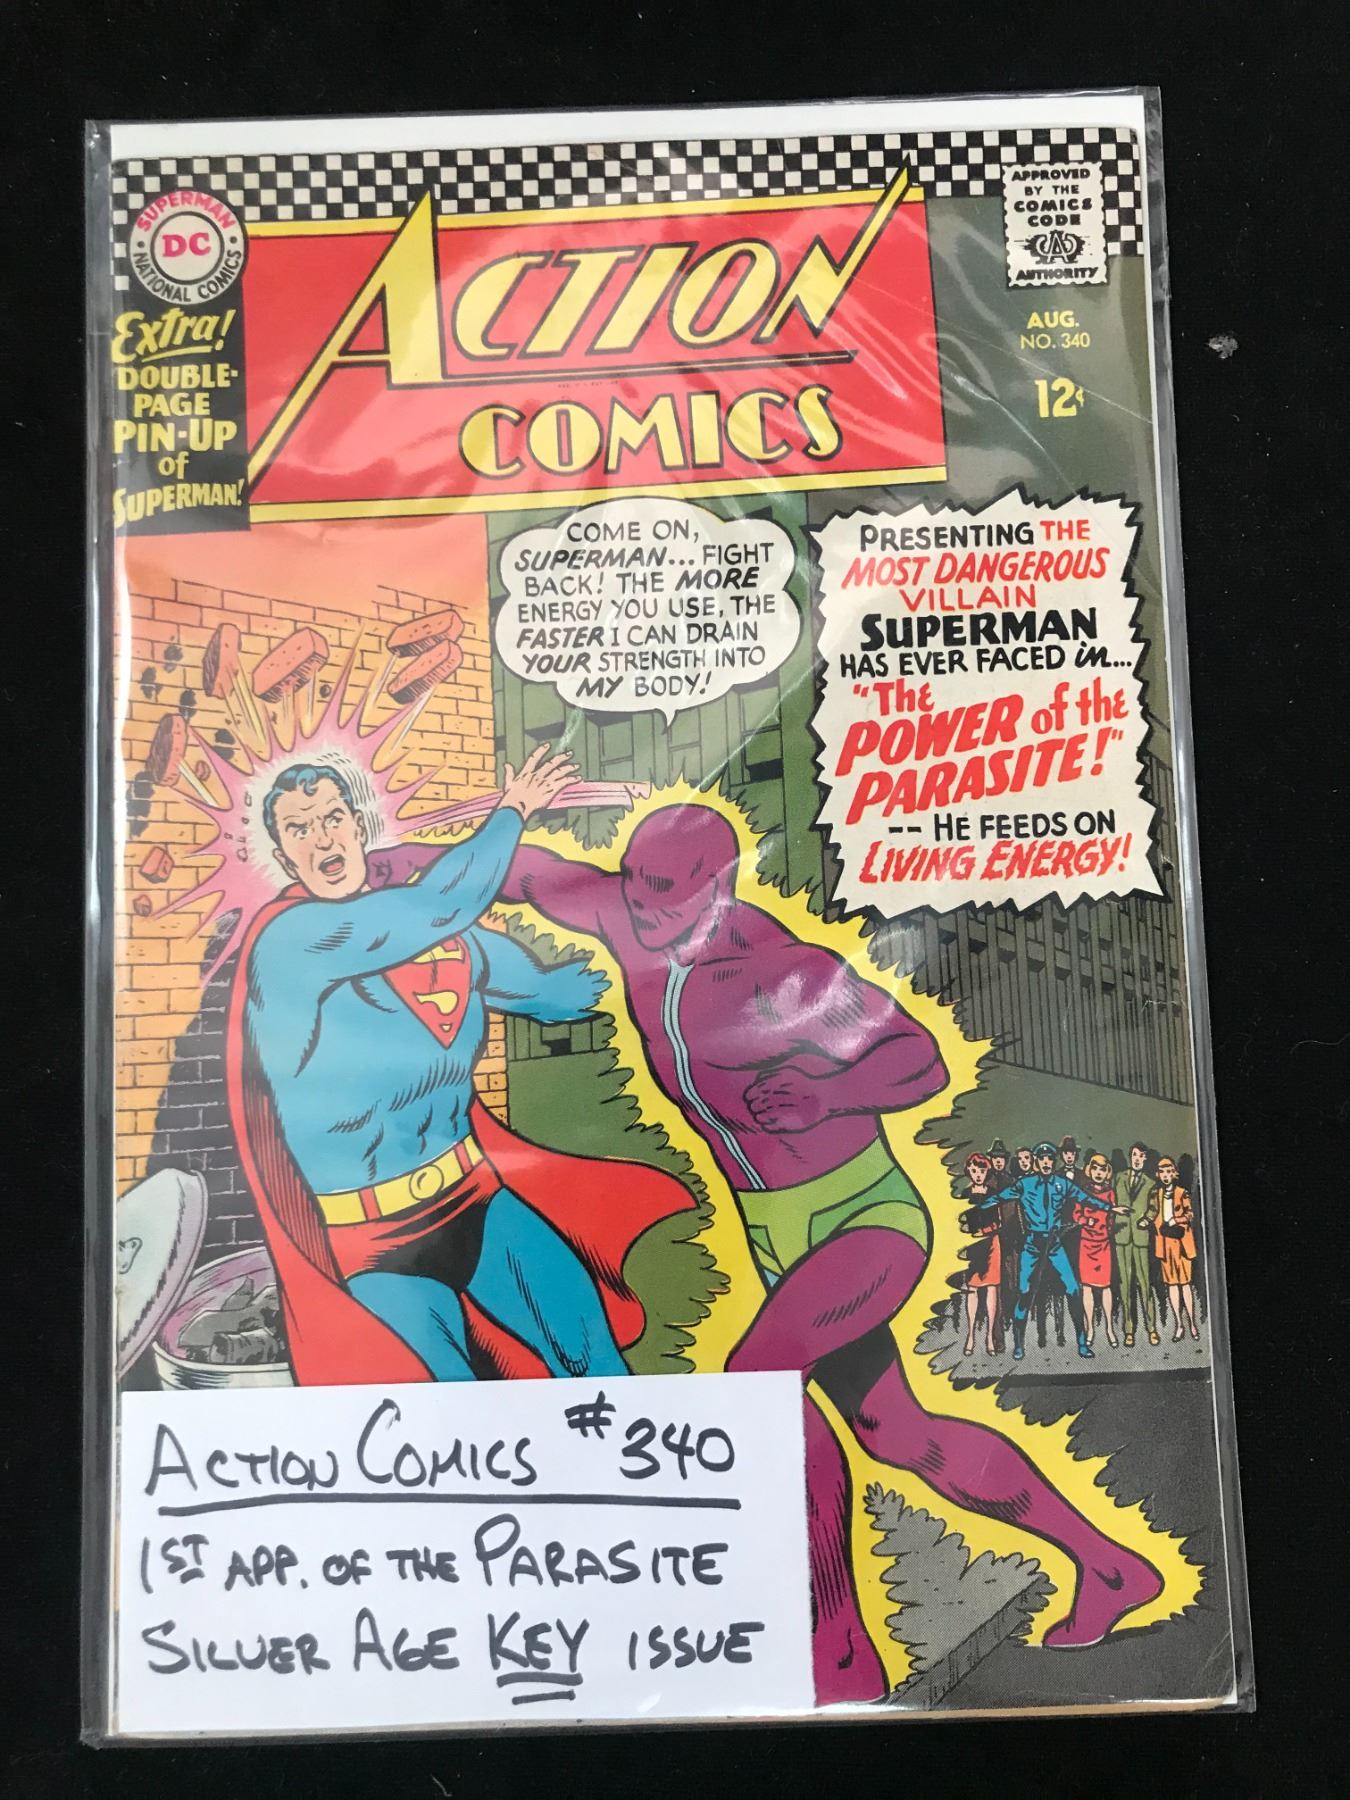 SUPERMAN
DC
NATIONAL COMICS
APPROVED
BY THE
COMICS
CODE
AUTHORITY
ACTION
COMICS
AUG.
NO. 340
12¢
Extra!
DOUBLE-
PAGE
PIN-UP
of
SUPERMAN!
COME ON,
SUPERMAN... FIGHT
BACK! THE MORE
ENERGY YOU USE, THE
FASTER I CAN DRAIN
YOUR STRENGTH INTO
MY BODY!
PRESENTING THE
MOST DANGEROUS
VILLAIN
SUPERMAN
HAS EVER FACED in...
"The
POWER of the
PARASITE!"
-- HE FEEDS ON
LIVING ENERGY!
S
ACTION COMICS #340
1ST APP. OF THE PARASITE
SILVER AGE KEY ISSUE